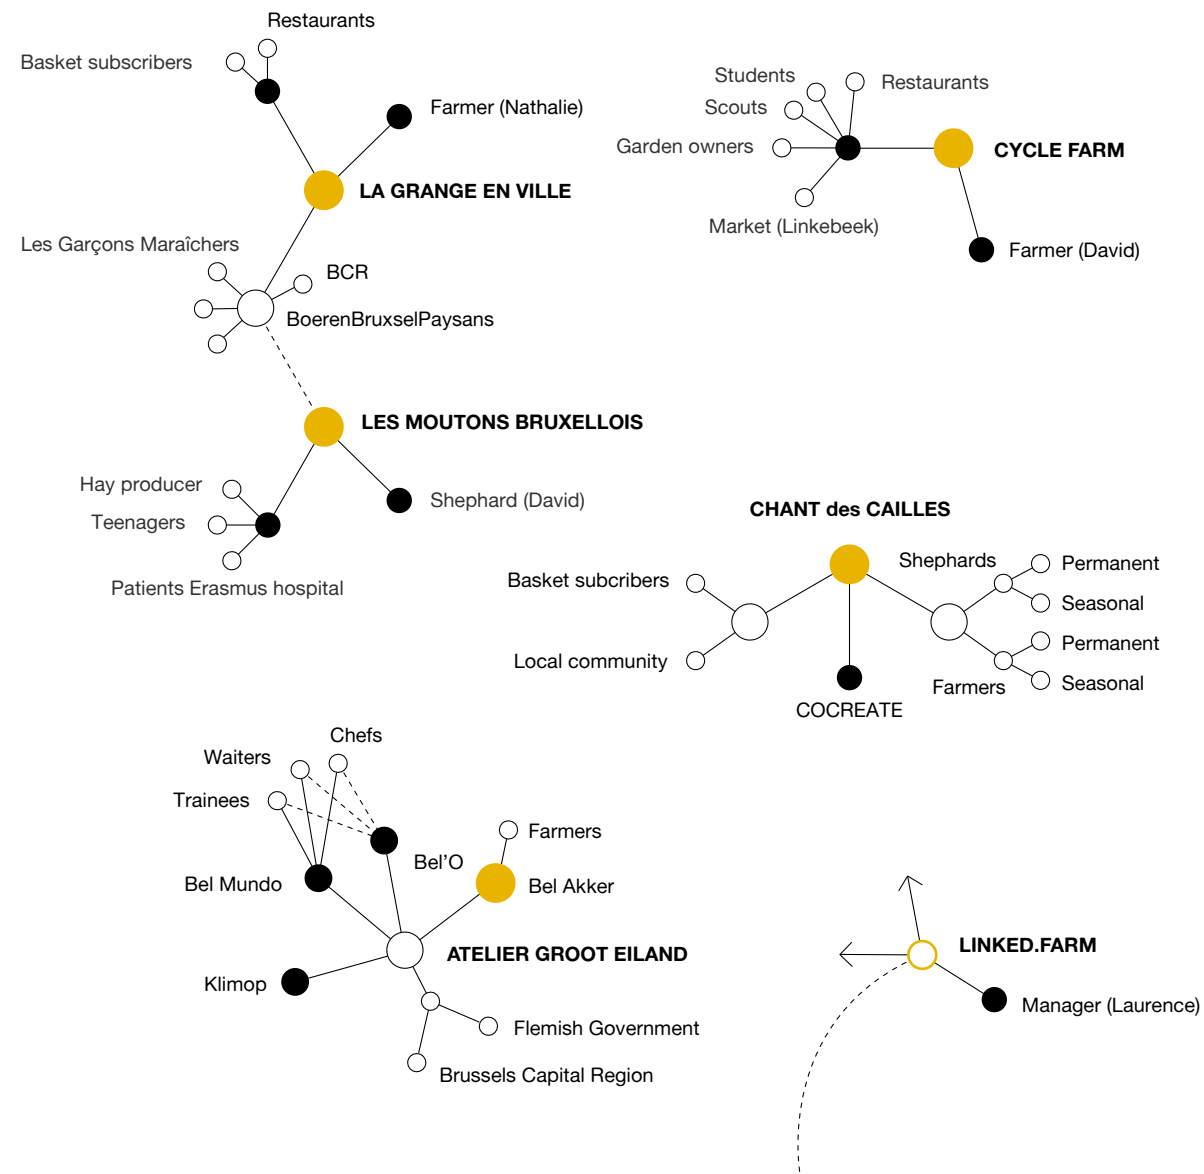 Restaurants
Basket subscribers
Farmer (Nathalie)
LA GRANGE EN VILLE
Les Garçons Maraîchers
BCR
BoerenBruxselPaysans
LES MOUTONS BRUXELLOIS
Hay producer
Teenagers
Shephard (David)
Patients Erasmus hospital
Students
Restaurants
Scouts
Garden owners
CYCLE FARM
Market (Linkebeek)
Farmer (David)
CHANT des CAILLES
Shephards
Permanent
Basket subcribers
Seasonal
Permanent
Local community
Farmers
Seasonal
COCREATE
Chefs
Waiters
Trainees
Farmers
Bel'O
Bel Mundo
Bel Akker
ATELIER GROOT EILAND
Klimop
Flemish Government
Brussels Capital Region
LINKED.FARM
Manager (Laurence)